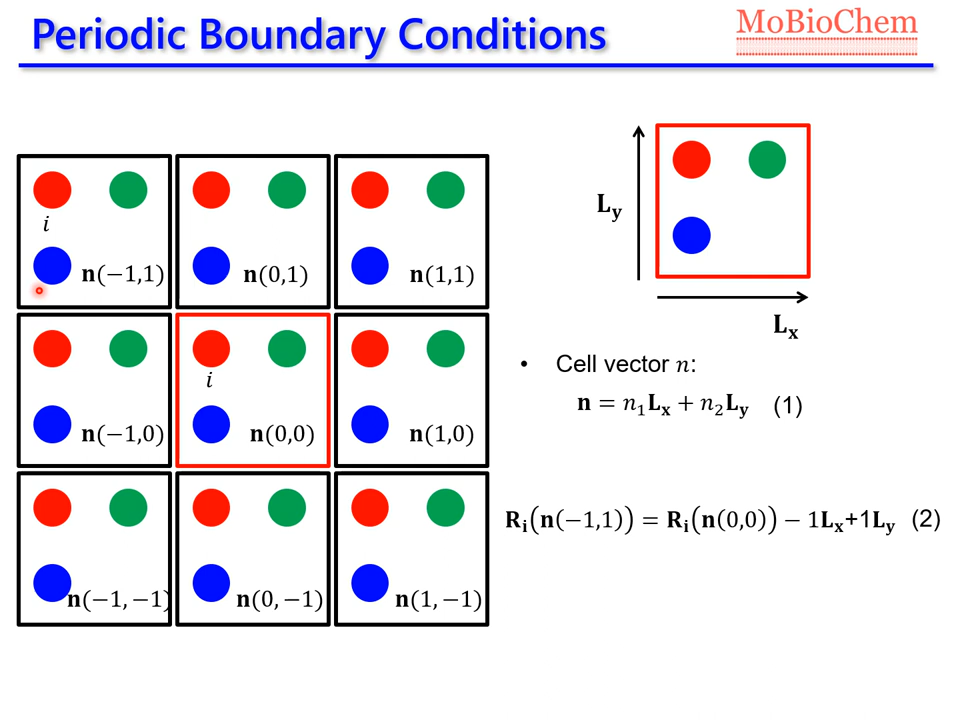 Periodic Boundary Conditions
MoBioChem
i
n(−1,1)
n(0,1)
n(1,1)
i
n(−1,0)
n(0,0)
n(1,0)
n(−1,−1)
n(0,−1)
n(1,−1)
L_y
L_x
• Cell vector n:
n = n₁L_x + n₂L_y (1)
R_i(n(−1,1)) = R_i(n(0,0)) − 1L_x+1L_y (2)